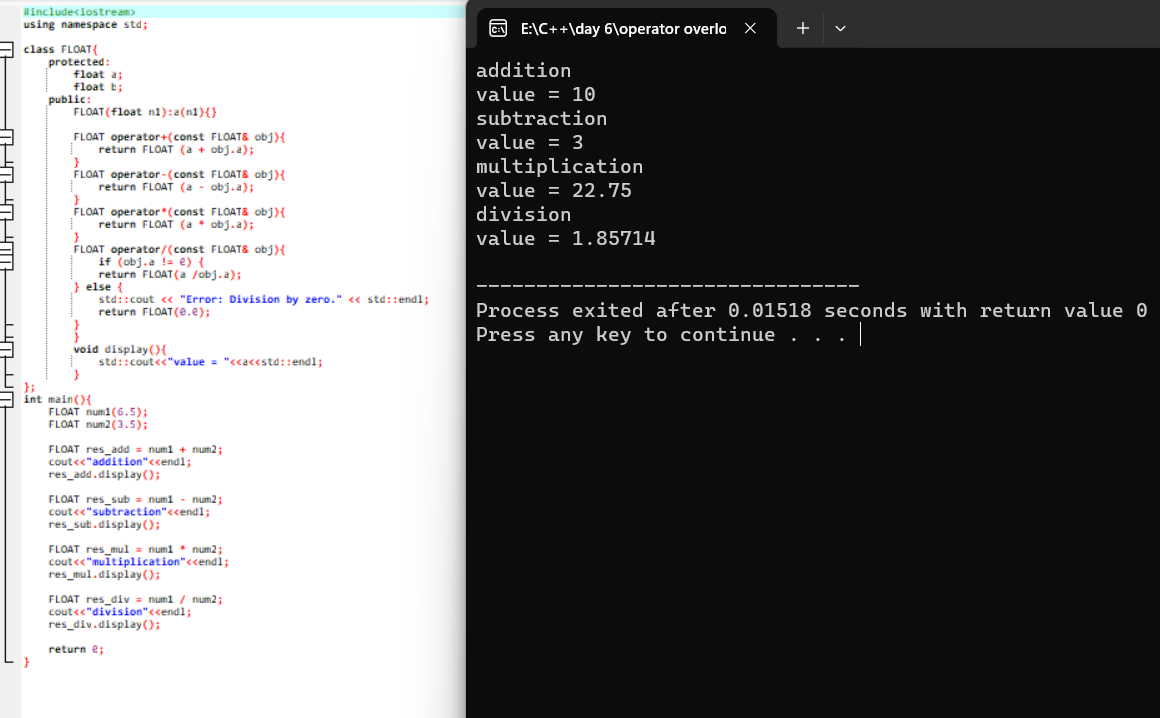 #include<iostream>
using namespace std;

class FLOAT{
    protected:
        float a;
        float b;
    public:
        FLOAT(float n1):a(n1){}

        FLOAT operator+(const FLOAT& obj){
            return FLOAT (a + obj.a);
        }
        FLOAT operator-(const FLOAT& obj){
            return FLOAT (a - obj.a);
        }
        FLOAT operator*(const FLOAT& obj){
            return FLOAT (a * obj.a);
        }
        FLOAT operator/(const FLOAT& obj){
            if (obj.a != 0) {
            return FLOAT(a /obj.a);
        } else {
            std::cout << "Error: Division by zero." << std::endl;
            return FLOAT(0.0);
        }
        }
        void display(){
            std::cout<<"value = "<<a<<std::endl;
        }
};
int main(){
    FLOAT num1(6.5);
    FLOAT num2(3.5);

    FLOAT res_add = num1 + num2;
    cout<<"addition"<<endl;
    res_add.display();

    FLOAT res_sub = num1 - num2;
    cout<<"subtraction"<<endl;
    res_sub.display();

    FLOAT res_mul = num1 * num2;
    cout<<"multiplication"<<endl;
    res_mul.display();

    FLOAT res_div = num1 / num2;
    cout<<"division"<<endl;
    res_div.display();

    return 0;
}
E:\C++\day 6\operator overlo
addition
value = 10
subtraction
value = 3
multiplication
value = 22.75
division
value = 1.85714

--------------------------------
Process exited after 0.01518 seconds with return value 0
Press any key to continue . . .